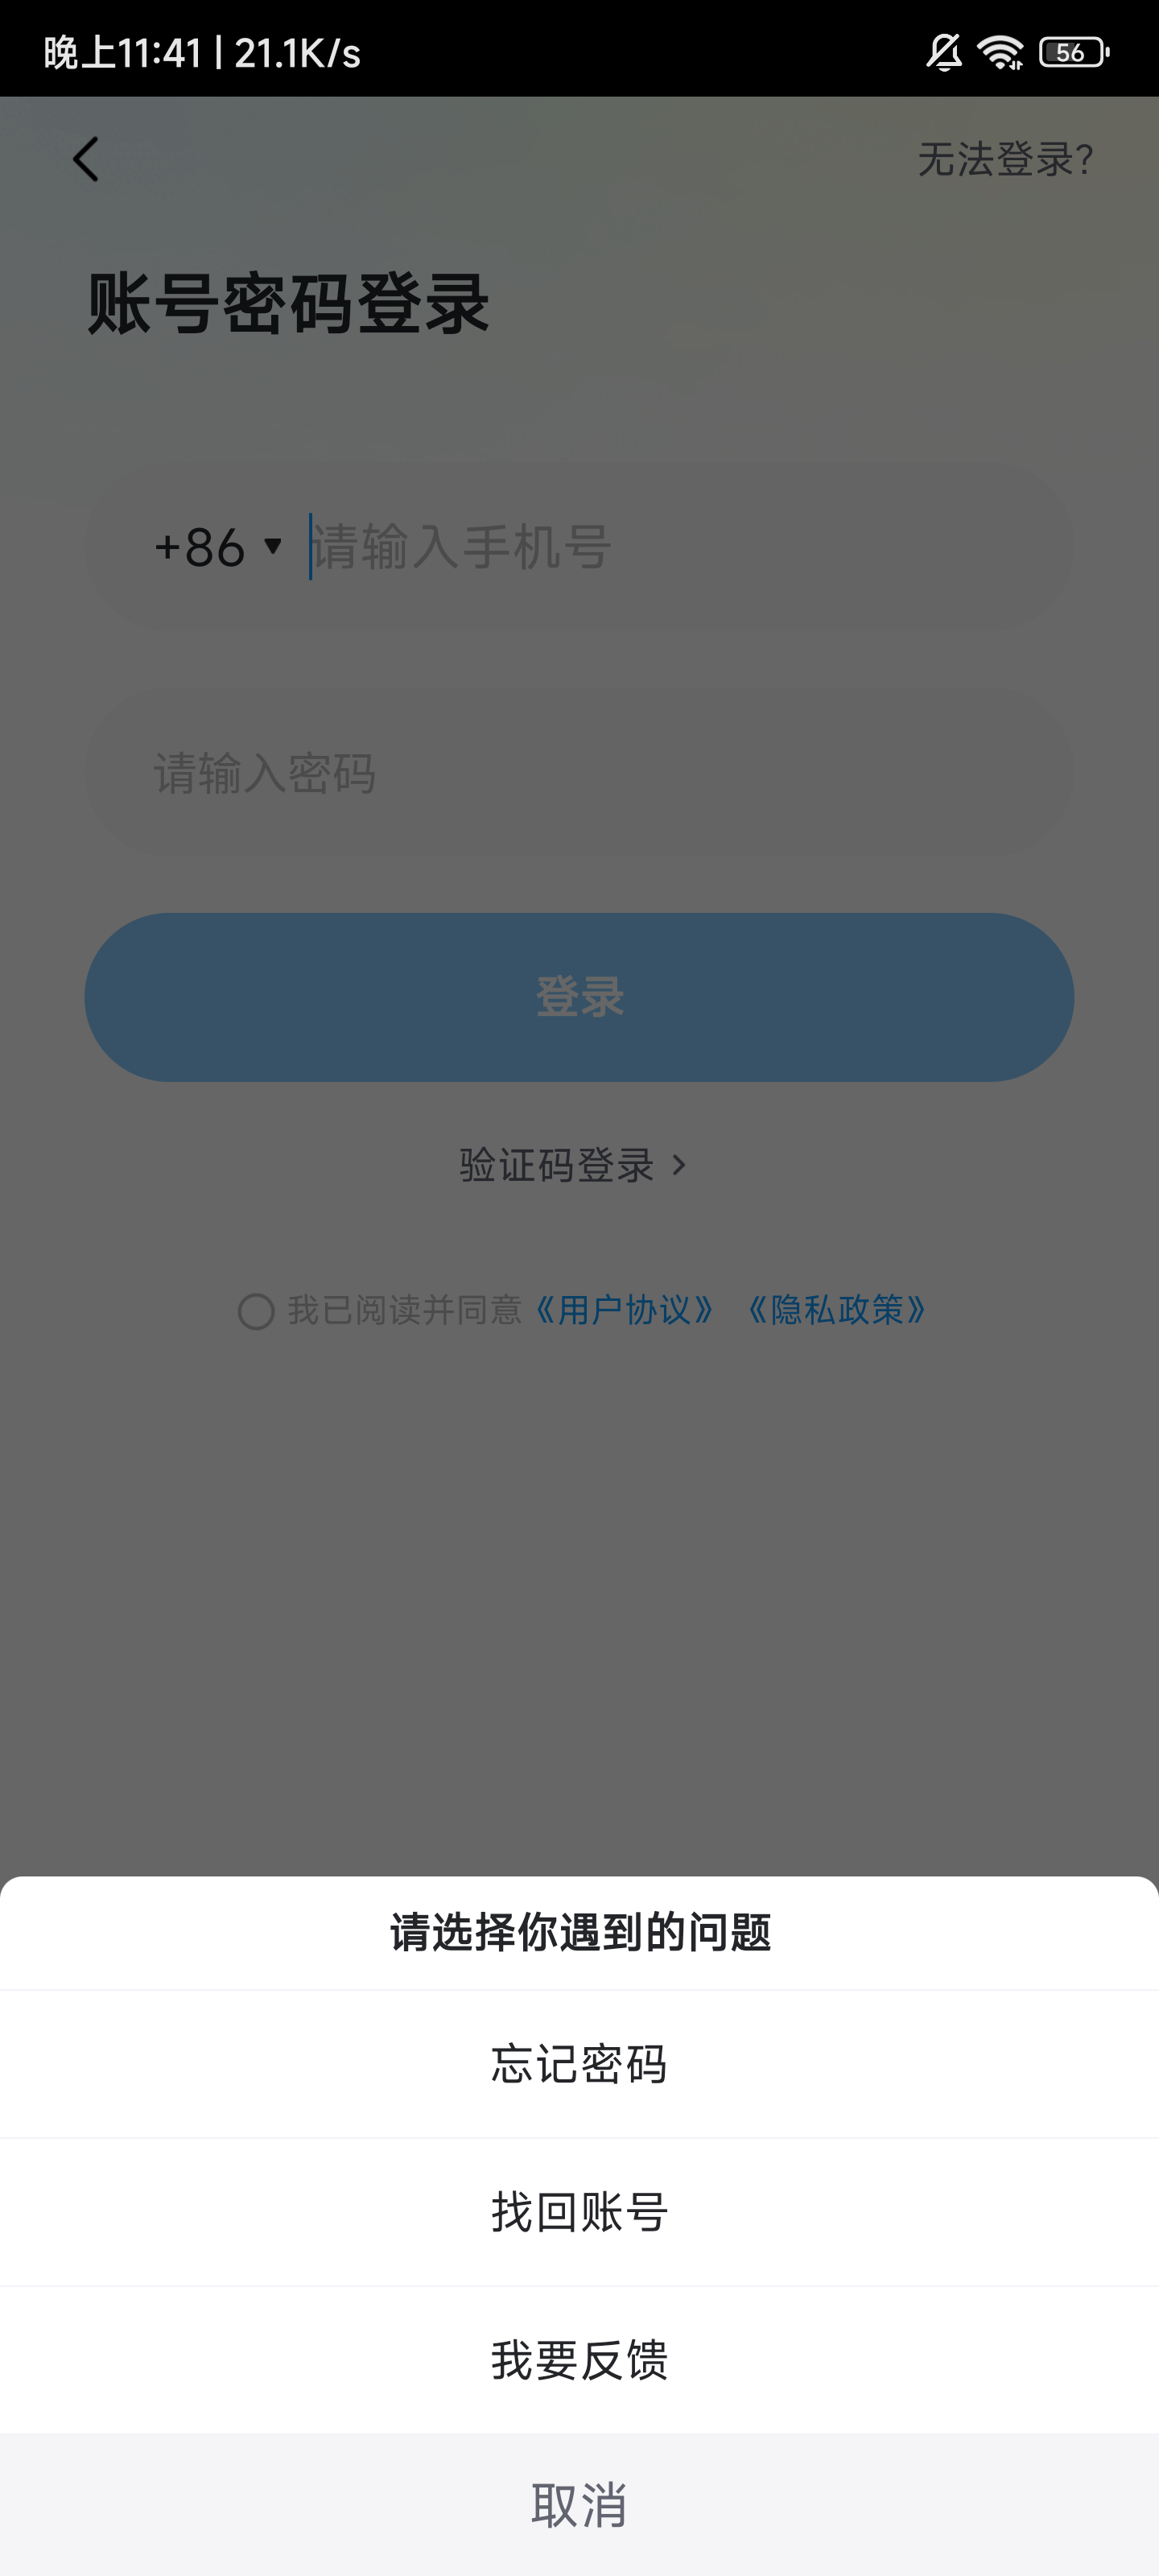 晚上11:41 | 21.1K/s
56
无法登录?
账号密码登录
+86 请输入手机号
请输入密码
登录
验证码登录
我已阅读并同意《用户协议》 《隐私政策》
请选择你遇到的问题
忘记密码
找回账号
我要反馈
取消